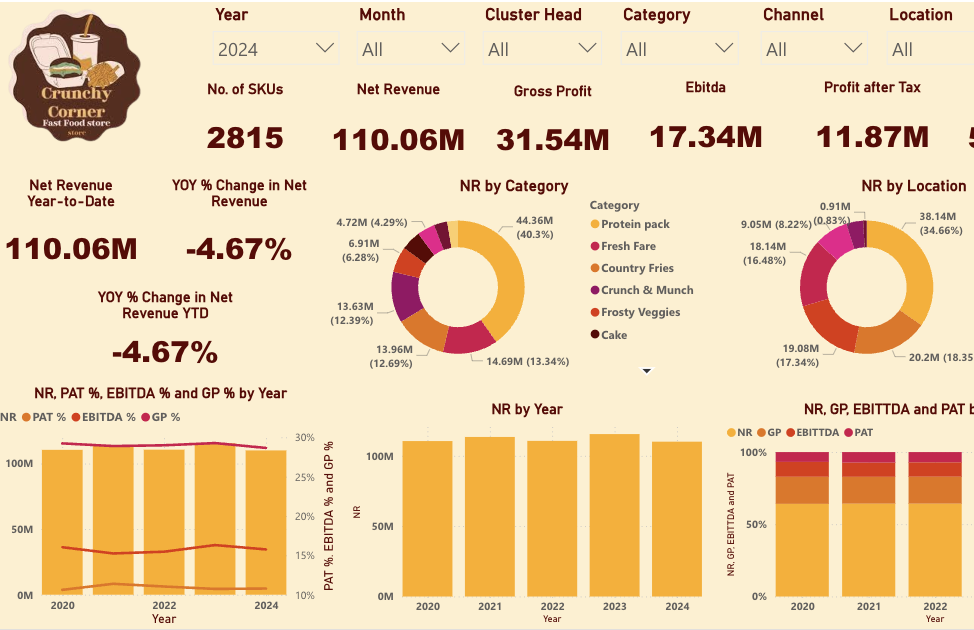 Crunchy
Corner
Fast Food store
store
Year
Month
Cluster Head
Category
Channel
Location
2024
All
All
All
All
All
No. of SKUs
Net Revenue
Gross Profit
Ebitda
Profit after Tax
2815
110.06M
31.54M
17.34M
11.87M
Net Revenue
Year-to-Date
110.06M
YOY % Change in Net
Revenue
-4.67%
YOY % Change in Net
Revenue YTD
-4.67%
NR by Category
4.72M (4.29%)
6.91M
(6.28%)
13.63M
(12.39%)
13.96M
(12.69%)
14.69M (13.34%)
44.36M
(40.3%)
Category
Protein pack
Fresh Fare
Country Fries
Crunch & Munch
Frosty Veggies
Cake
NR by Location
0.91M
(0.83%)
9.05M (8.22%)
18.14M
(16.48%)
19.08M
(17.34%)
20.2M (18.35
38.14M
(34.66%)
NR, PAT %, EBITDA % and GP % by Year
NR
PAT %
EBITDA %
GP %
100M
50M
0M
30%
25%
20%
15%
10%
PAT %. EBITDA % and GP %
2020
2022
2024
Year
NR by Year
NR
100M
50M
0M
2020
2021
2022
2023
2024
Year
NR, GP, EBITTDA and PAT b
NR
GP
EBITTDA
PAT
NR, GP, EBITTDA and PAT
100%
50%
0%
2020
2021
2022
Year